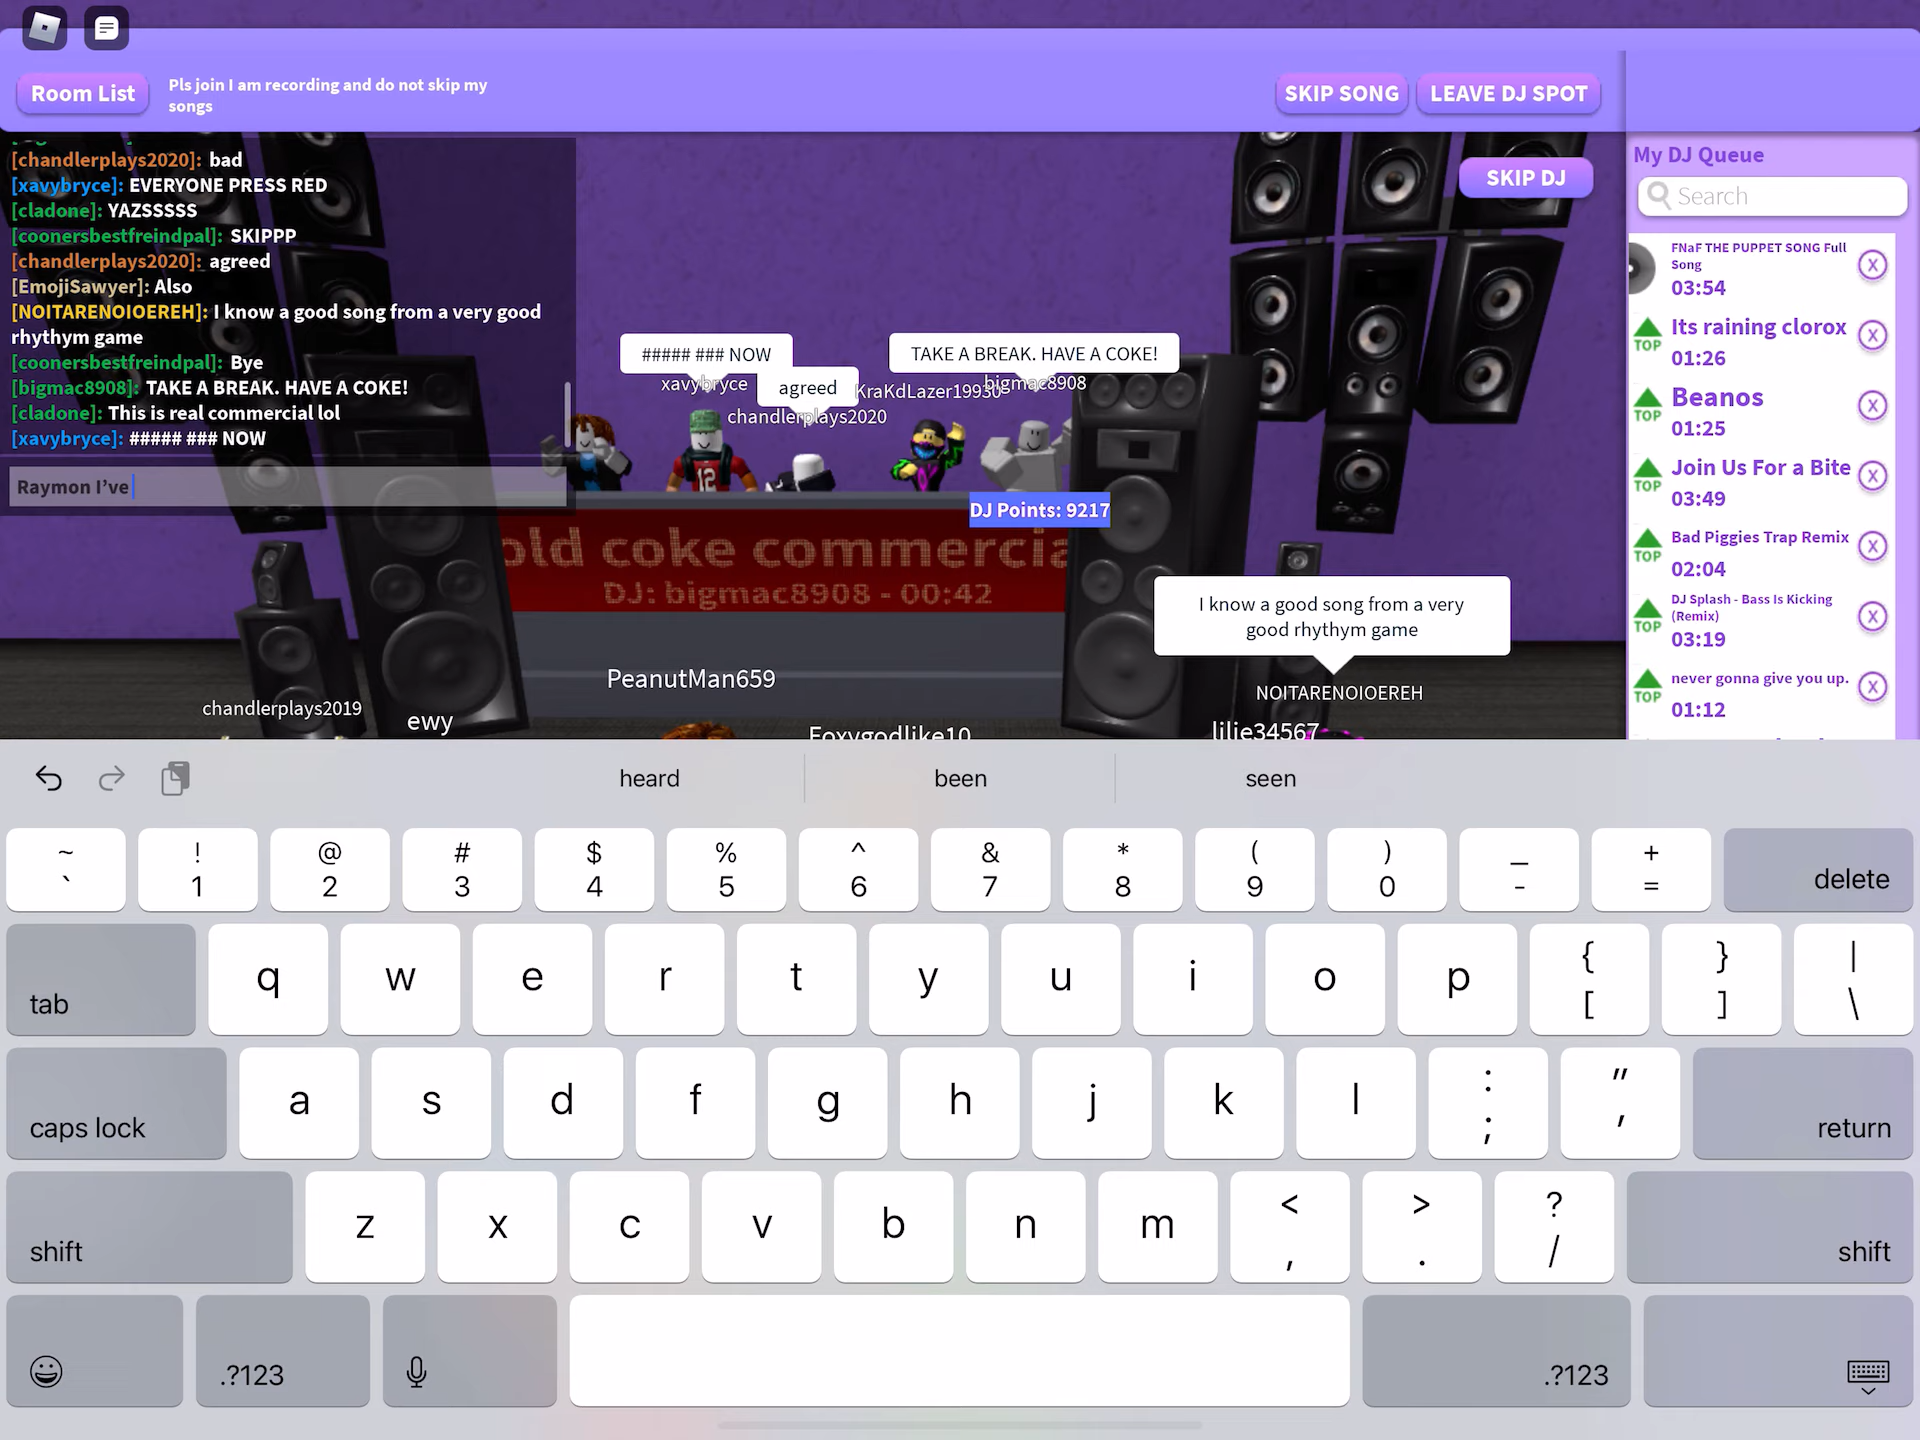 Room List
Pls join I am recording and do not skip my
songs
SKIP SONG
LEAVE DJ SPOT
[chandlerplays2020]: bad
[xavybryce]: EVERYONE PRESS RED
[cladone]: YAZSSSSS
[coonersbestfreindpal]: SKIPPP
[chandlerplays2020]: agreed
[EmojiSawyer]: Also
[NOITARENOIOEREH]: I know a good song from a very good
rhythym game
[coonersbestfreindpal]: Bye
[bigmac8908]: TAKE A BREAK. HAVE A COKE!
[cladone]: This is real commercial lol
[xavybryce]: ##### ### NOW
Raymon I’ve
SKIP DJ
##### ### NOW
xavybryce
agreed
chandlerplays2020
TAKE A BREAK. HAVE A COKE!
KraKdLazer19930
bigmac8908
12
DJ Points: 9217
old coke commercia
DJ: bigmac8908 - 00:42
I know a good song from a very
good rhythym game
NOITARENOIOEREH
PeanutMan659
chandlerplays2019
ewy
Foxygodlike10
lilie34567
My DJ Queue
Search
FNaF THE PUPPET SONG Full
Song
03:54
X
TOP
Its raining clorox
01:26
X
TOP
Beanos
01:25
X
TOP
Join Us For a Bite
03:49
X
TOP
Bad Piggies Trap Remix
02:04
X
TOP
DJ Splash - Bass Is Kicking
(Remix)
03:19
X
TOP
never gonna give you up.
01:12
X
heard
been
seen
~ ! @ # $ % ^ & * ( ) _ +
` 1 2 3 4 5 6 7 8 9 0 - = delete
tab q w e r t y u i o p { [ } ] | \
caps lock a s d f g h j k l : ; " ' return
shift z x c v b n m < , > . ? / shift
.?123
.?123